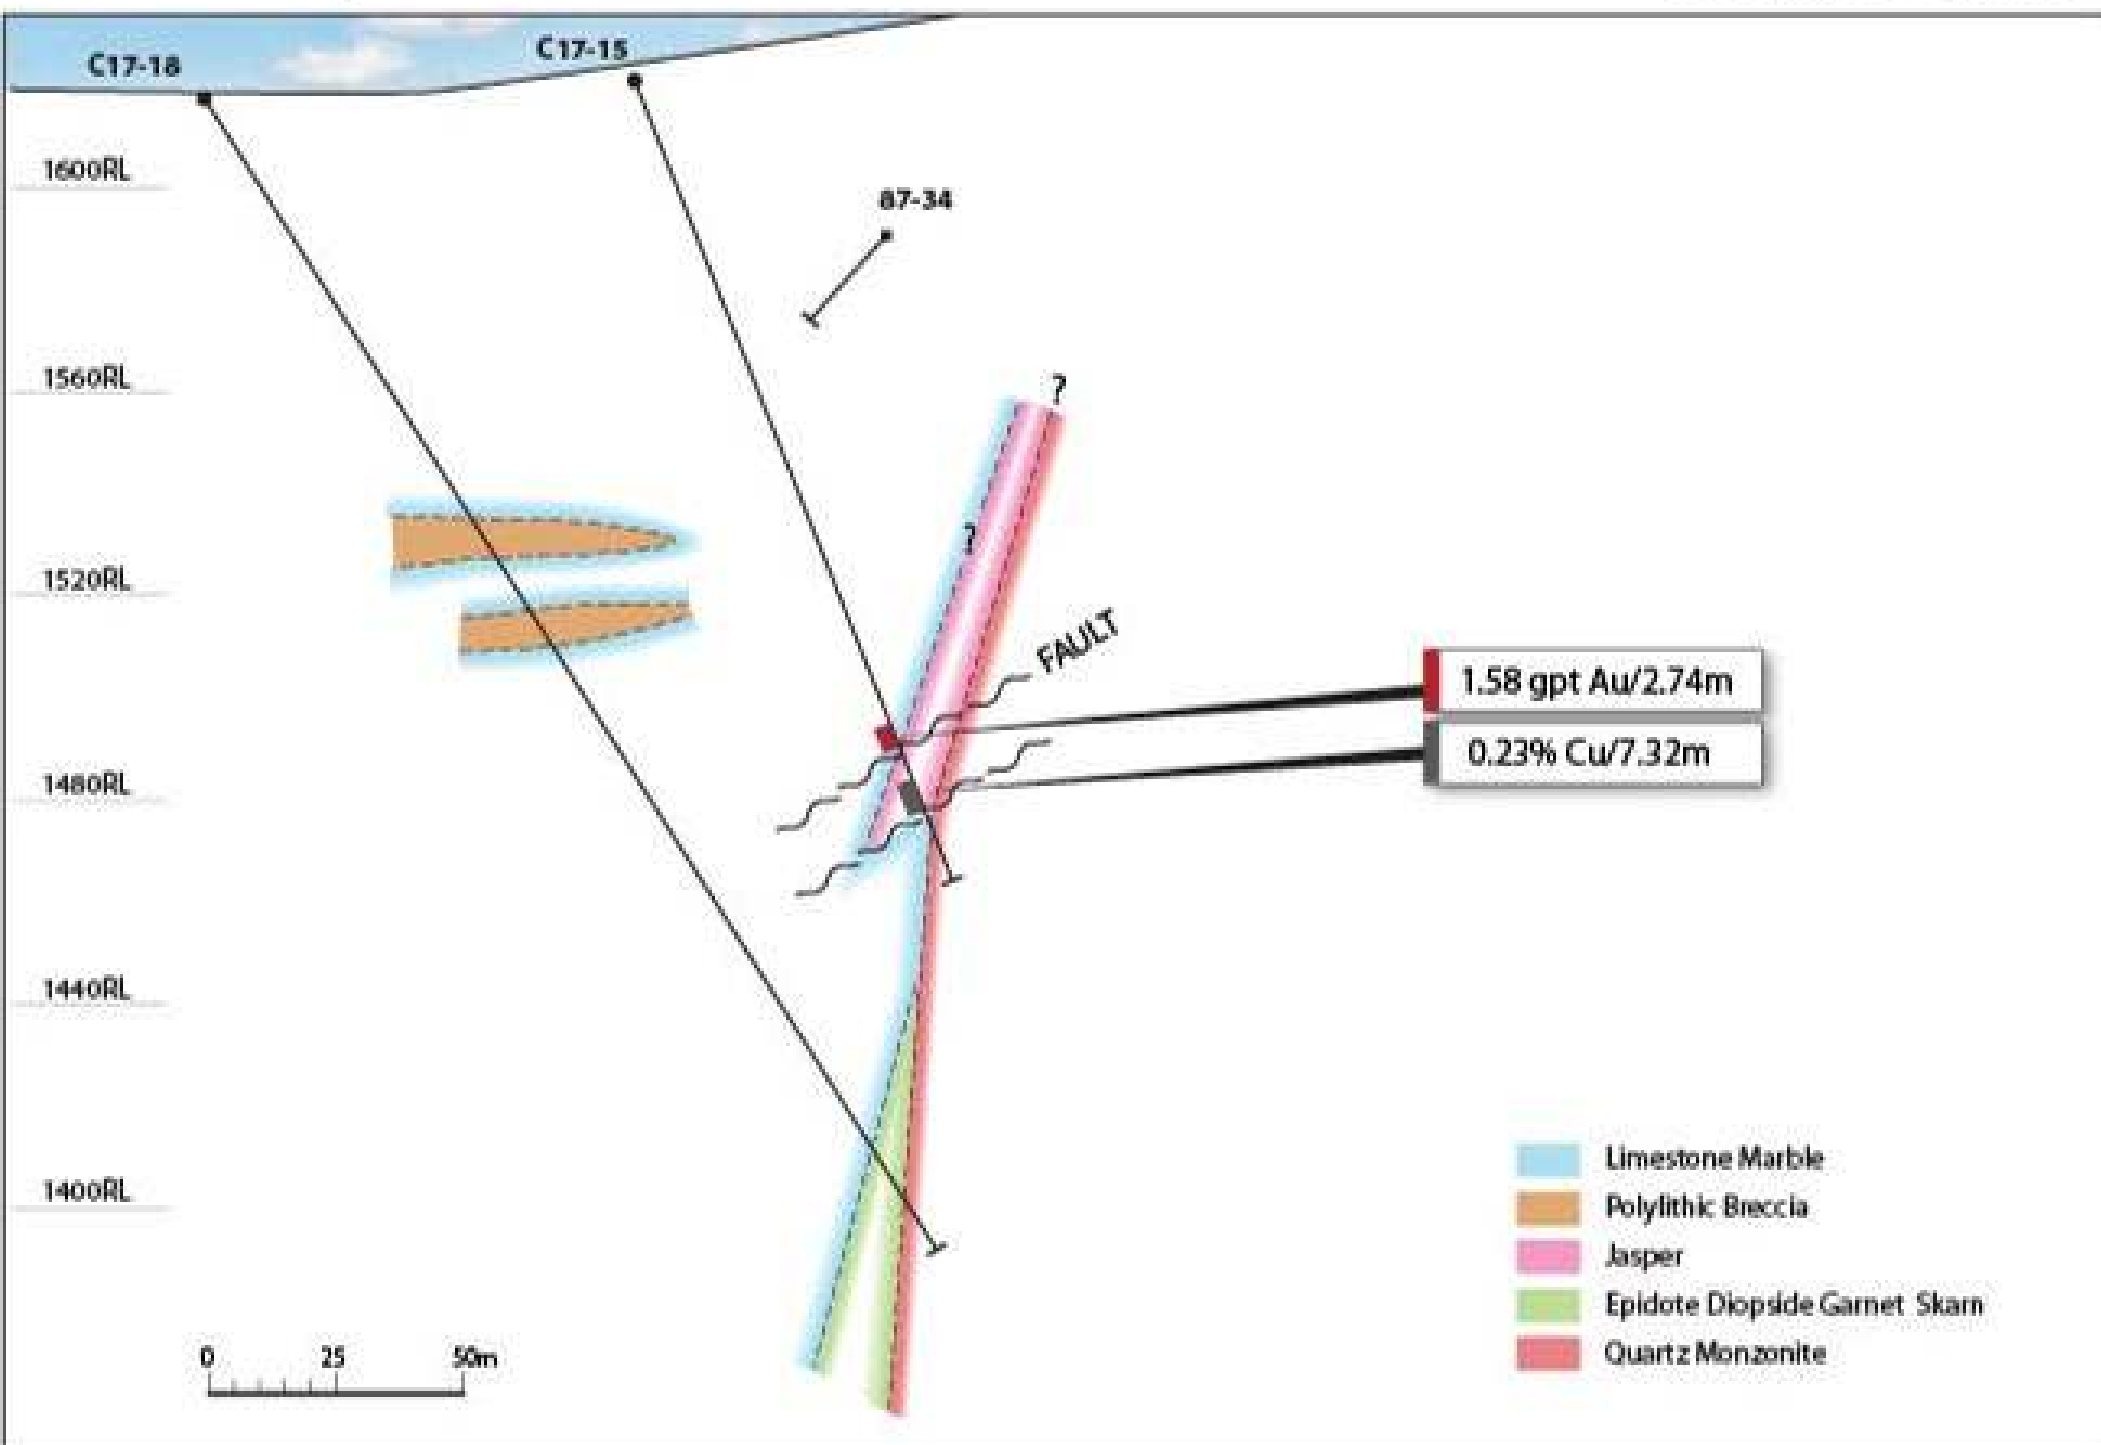 C17-18
C17-15
1600RL
87-34
1560RL
?
?
1520RL
FAULT
1.58 gpt Au/2.74m
0.23% Cu/7.32m
1480RL
1440RL
1400RL
Limestone Marble
Polylithic Breccia
Jasper
Epidote Diopside Garnet Skarn
Quartz Monzonite
0 25 50m